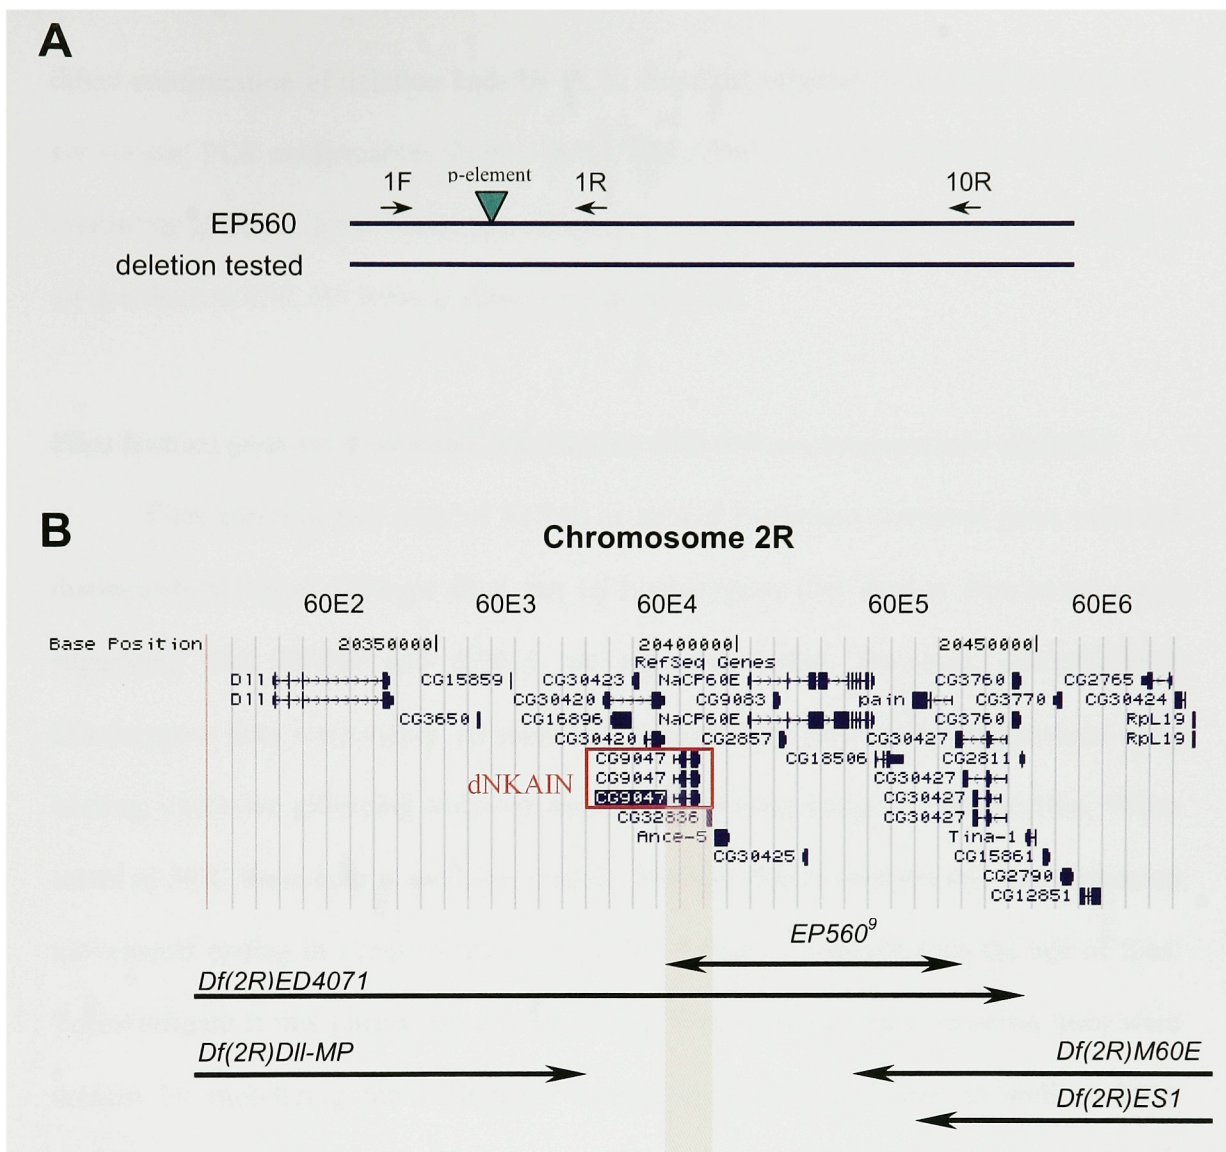 A
1F p-element 1R 10R
EP560
deletion tested
B
Chromosome 2R
60E2 60E3 60E4 60E5 60E6
Base Position 20350000| 20400000| 20450000|
RefSeq Genes
Dll CG15859 CG30423 NaCP60E CG3760 CG2765
Dll CG30420 CG9083 pain CG3770 CG30424
CG3650 CG16896 NaCP60E CG3760 RpL19
CG30420 CG2857 CG30427 RpL19
CG9047 CG18506 CG2811
dNKAIN CG9047 CG30427
CG9047 CG30427
CG32836 CG30427
Ance-5 Tina-1
CG30425 CG15861
CG2790
CG12851
EP560⁹
Df(2R)ED4071
Df(2R)Dll-MP Df(2R)M60E
Df(2R)ES1